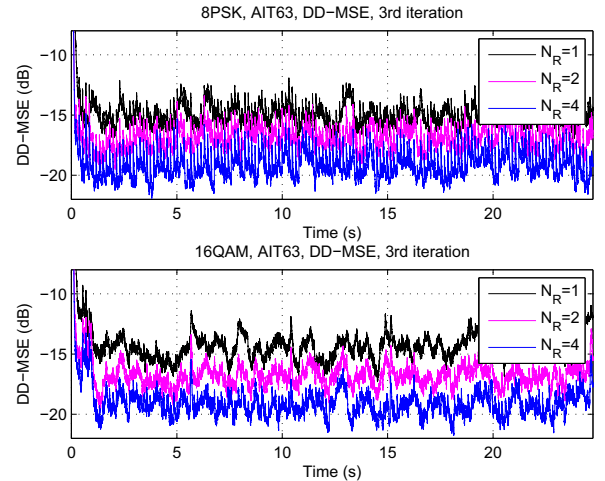 8PSK, AIT63, DD−MSE, 3rd iteration
−10
−15
−20
DD−MSE (dB)
N_R=1
N_R=2
N_R=4
0
5
10
15
20
Time (s)
16QAM, AIT63, DD−MSE, 3rd iteration
−10
−15
−20
DD−MSE (dB)
N_R=1
N_R=2
N_R=4
0
5
10
15
20
Time (s)